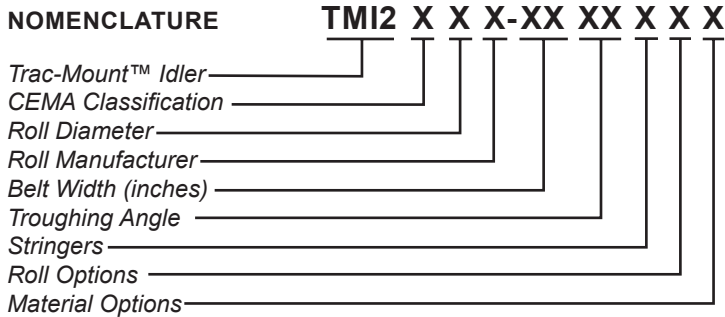 NOMENCLATURE TMI2 X X X-XX XX X X X
Trac-Mount™ Idler
CEMA Classification
Roll Diameter
Roll Manufacturer
Belt Width (inches)
Troughing Angle
Stringers
Roll Options
Material Options